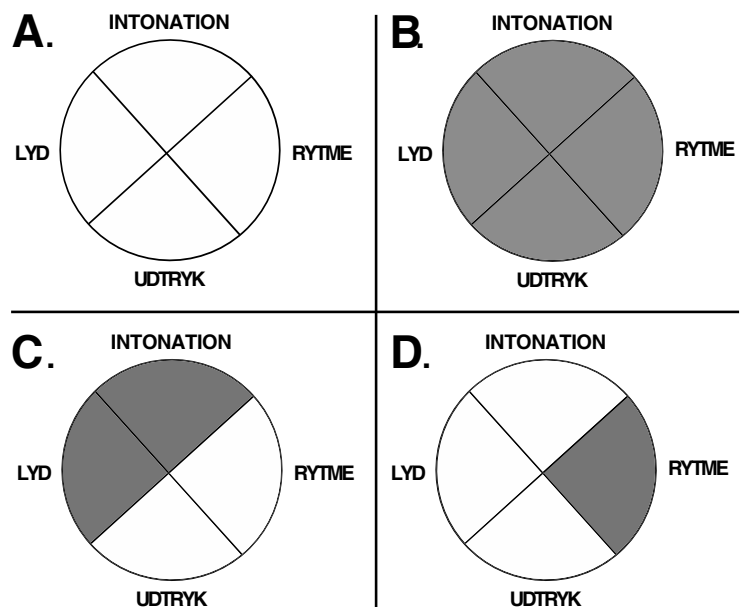 A.
INTONATION
LYD
RYTME
UDTRYK
B.
INTONATION
LYD
RYTME
UDTRYK
C.
INTONATION
LYD
RYTME
UDTRYK
D.
INTONATION
LYD
RYTME
UDTRYK